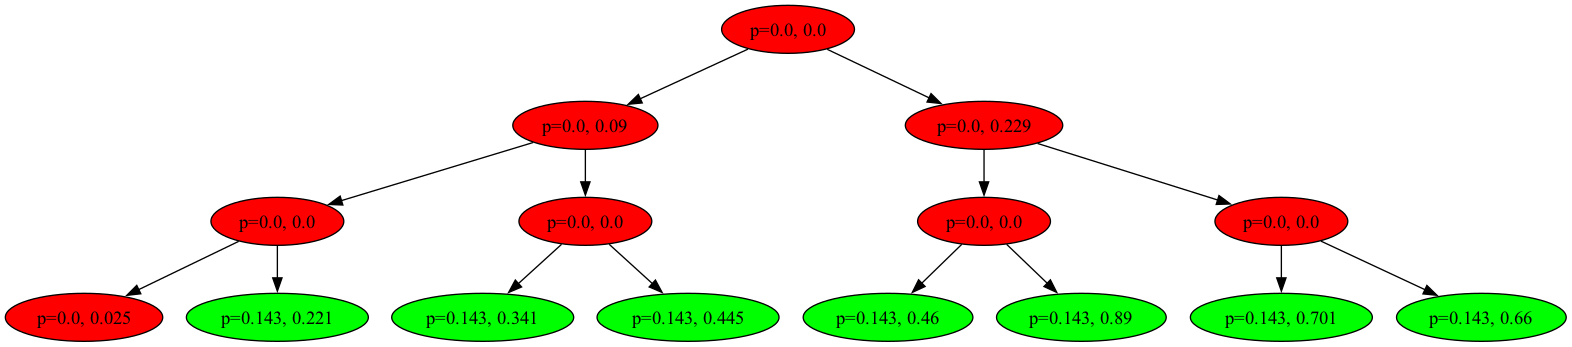 p=0.0, 0.0
p=0.0, 0.09
p=0.0, 0.229
p=0.0, 0.0
p=0.0, 0.0
p=0.0, 0.0
p=0.0, 0.0
p=0.0, 0.025
p=0.143, 0.221
p=0.143, 0.341
p=0.143, 0.445
p=0.143, 0.46
p=0.143, 0.89
p=0.143, 0.701
p=0.143, 0.66